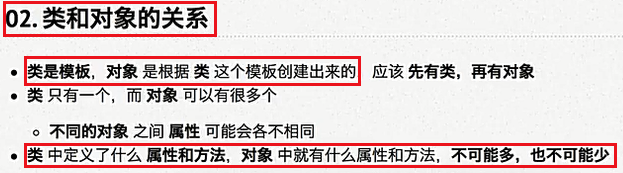 02. 类和对象的关系
类是模板，对象 是根据 类 这个模板创建出来的 应该 先有类，再有对象
类 只有一个，而 对象 可以有很多个
不同的对象 之间 属性 可能会各不相同
类 中定义了什么 属性和方法，对象 中就有什么属性和方法，不可能多，也不可能少